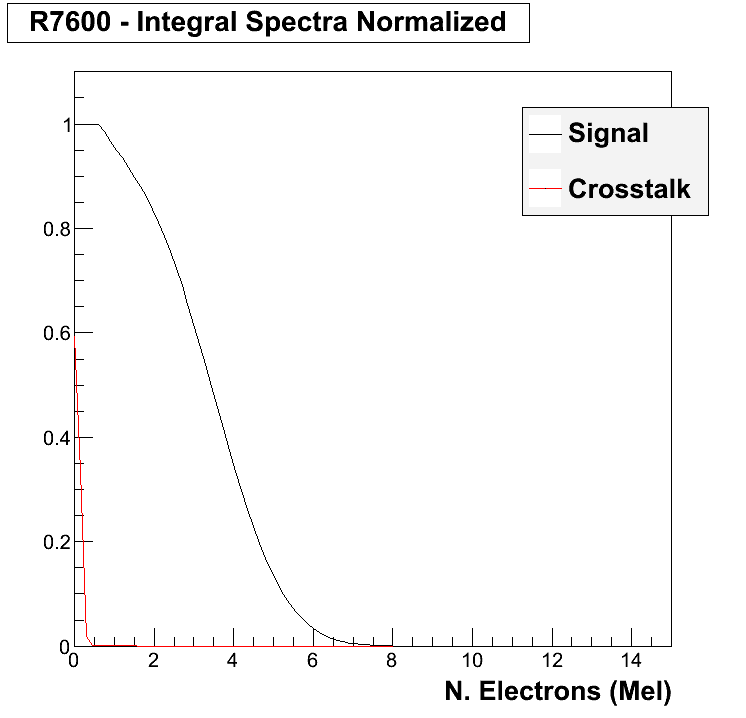 R7600 - Integral Spectra Normalized
Signal
Crosstalk
1
0.8
0.6
0.4
0.2
0
0 2 4 6 8 10 12 14
N. Electrons (Mel)